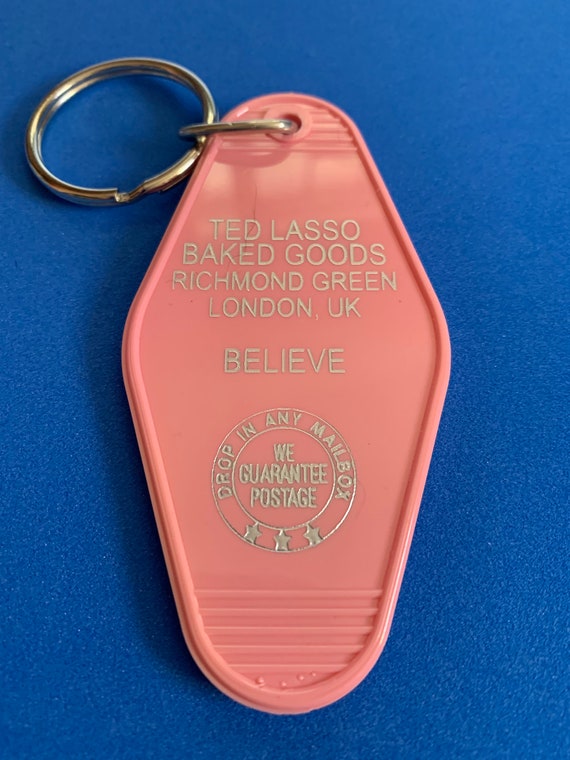 TED LASSO
BAKED GOODS
RICHMOND GREEN
LONDON, UK
BELIEVE
DROP IN ANY MAILBOX
WE
GUARANTEE
POSTAGE